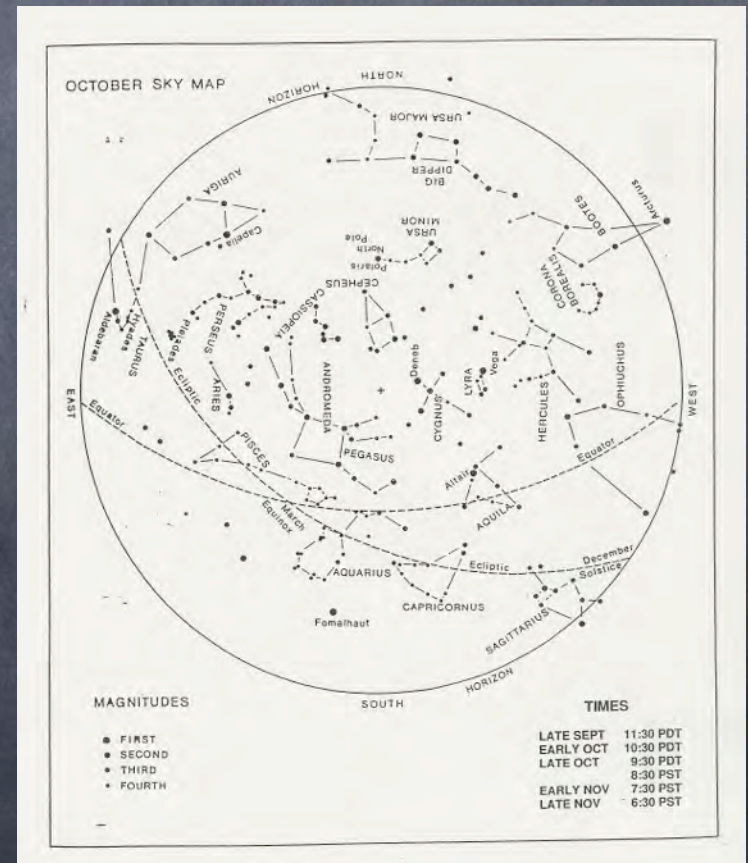 OCTOBER SKY MAP
NORTH
HORIZON
URSA MAJOR
BIG
DIPPER
AURIGA
Capella
URSA
MINOR
North
Pole
Polaris
BOOTES
Arcturus
CORONA
BOREALIS
CEPHEUS
CASSIOPEIA
PERSEUS
Pleiades
Hyades
TAURUS
Aldebaran
Ecliptic
ARIES
ANDROMEDA
Deneb
CYGNUS
LYRA
Vega
HERCULES
OPHIUCHUS
EAST
WEST
Equator
PISCES
PEGASUS
Equator
March
Equinox
Altair
AQUILA
AQUARIUS
Ecliptic
December
Solstice
CAPRICORNUS
Fomalhaut
SAGITTARIUS
HORIZON
SOUTH
MAGNITUDES
FIRST
SECOND
THIRD
FOURTH
TIMES
LATE SEPT 11:30 PDT
EARLY OCT 10:30 PDT
LATE OCT 9:30 PDT
8:30 PST
EARLY NOV 7:30 PST
LATE NOV 6:30 PST